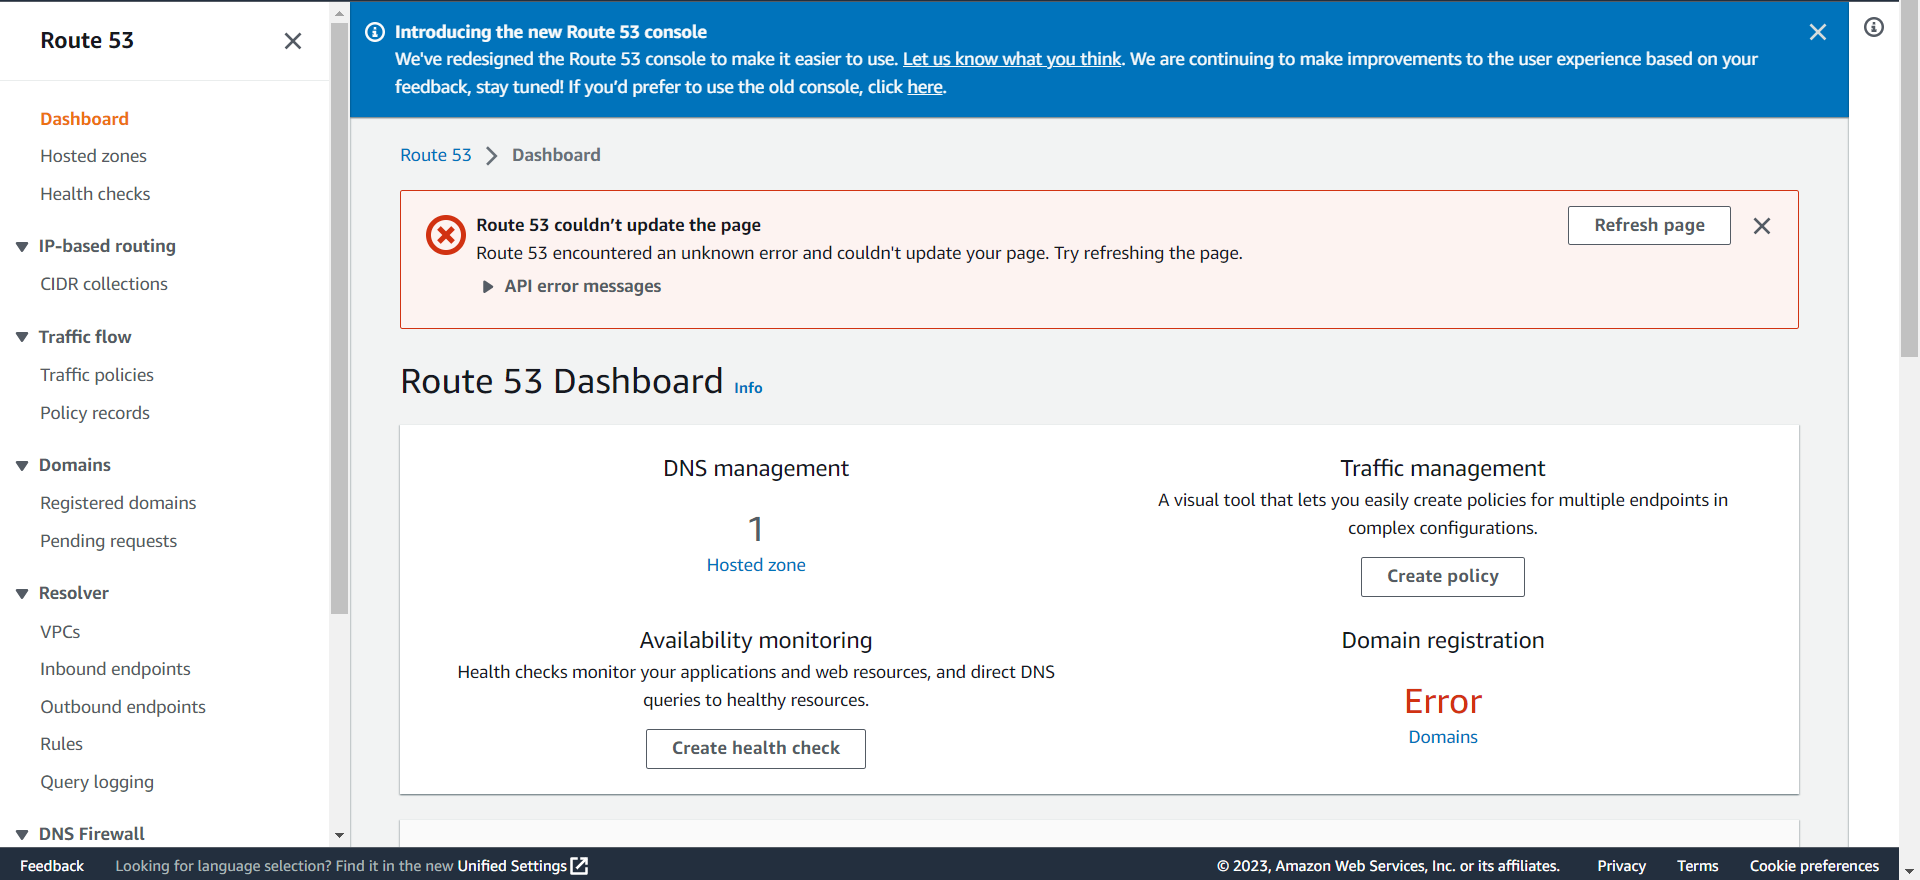 Route 53
Dashboard
Hosted zones
Health checks
IP-based routing
CIDR collections
Traffic flow
Traffic policies
Policy records
Domains
Registered domains
Pending requests
Resolver
VPCs
Inbound endpoints
Outbound endpoints
Rules
Query logging
DNS Firewall
Introducing the new Route 53 console
We've redesigned the Route 53 console to make it easier to use. Let us know what you think. We are continuing to make improvements to the user experience based on your
feedback, stay tuned! If you’d prefer to use the old console, click here.
Route 53 Dashboard
Route 53 couldn’t update the page
Route 53 encountered an unknown error and couldn't update your page. Try refreshing the page.
API error messages
Refresh page
Route 53 Dashboard Info
DNS management
1
Hosted zone
Traffic management
A visual tool that lets you easily create policies for multiple endpoints in
complex configurations.
Create policy
Availability monitoring
Health checks monitor your applications and web resources, and direct DNS
queries to healthy resources.
Create health check
Domain registration
Error
Domains
Feedback Looking for language selection? Find it in the new Unified Settings © 2023, Amazon Web Services, Inc. or its affiliates. Privacy Terms Cookie preferences